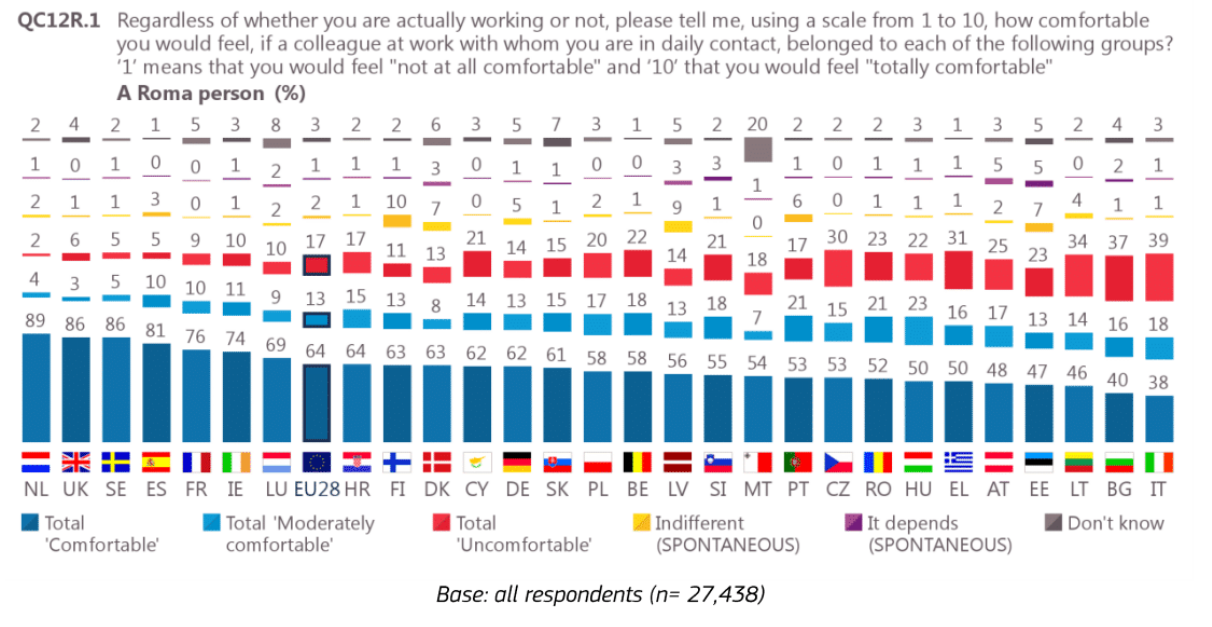 QC12R.1 Regardless of whether you are actually working or not, please tell me, using a scale from 1 to 10, how comfortable
you would feel, if a colleague at work with whom you are in daily contact, belonged to each of the following groups?
'1' means that you would feel "not at all comfortable" and '10' that you would feel "totally comfortable"
A Roma person (%)
2 4 2 1 5 3 8 3 2 2 6 3 5 7 3 1 5 2 20 2 2 2 3 1 3 5 2 4 3
1 0 1 0 0 1 2 1 1 1 3 0 1 1 0 0 3 3 1 1 0 1 1 1 5 5 0 2 1
2 1 1 3 0 1 2 2 1 10 7 0 5 1 2 1 9 1 0 6 0 1 1 1 2 7 4 1 1
2 6 5 5 9 10 10 17 17 11 13 21 14 15 20 22 14 21 18 17 30 23 22 31 25 23 34 37 39
4 3 5 10 10 11 9 13 15 13 8 14 13 15 17 18 13 18 7 21 15 21 23 16 17 13 14 16 18
89 86 86 81 76 74 69 64 64 63 63 62 62 61 58 58 56 55 54 53 53 52 50 50 48 47 46 40 38
NL UK SE ES FR IE LU EU28 HR FI DK CY DE SK PL BE LV SI MT PT CZ RO HU EL AT EE LT BG IT
Total Total 'Moderately Total Indifferent It depends Don't know
'Comfortable' comfortable' 'Uncomfortable' (SPONTANEOUS) (SPONTANEOUS)
Base: all respondents (n= 27,438)